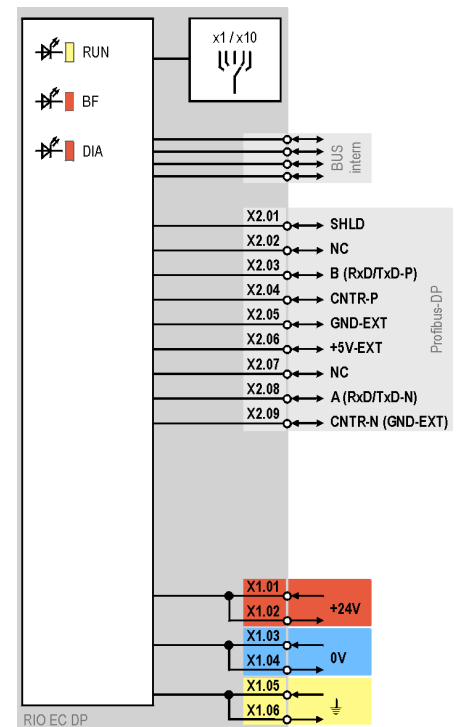 x1 / x10
RUN
BF
DIA
BUS
intern
X2.01 SHLD
X2.02 NC
X2.03 B (RxD/TxD-P)
X2.04 CNTR-P
X2.05 GND-EXT
X2.06 +5V-EXT
X2.07 NC
X2.08 A (RxD/TxD-N)
X2.09 CNTR-N (GND-EXT)
Profibus-DP
X1.01
X1.02 +24V
X1.03
X1.04 0V
X1.05
X1.06
RIO EC DP